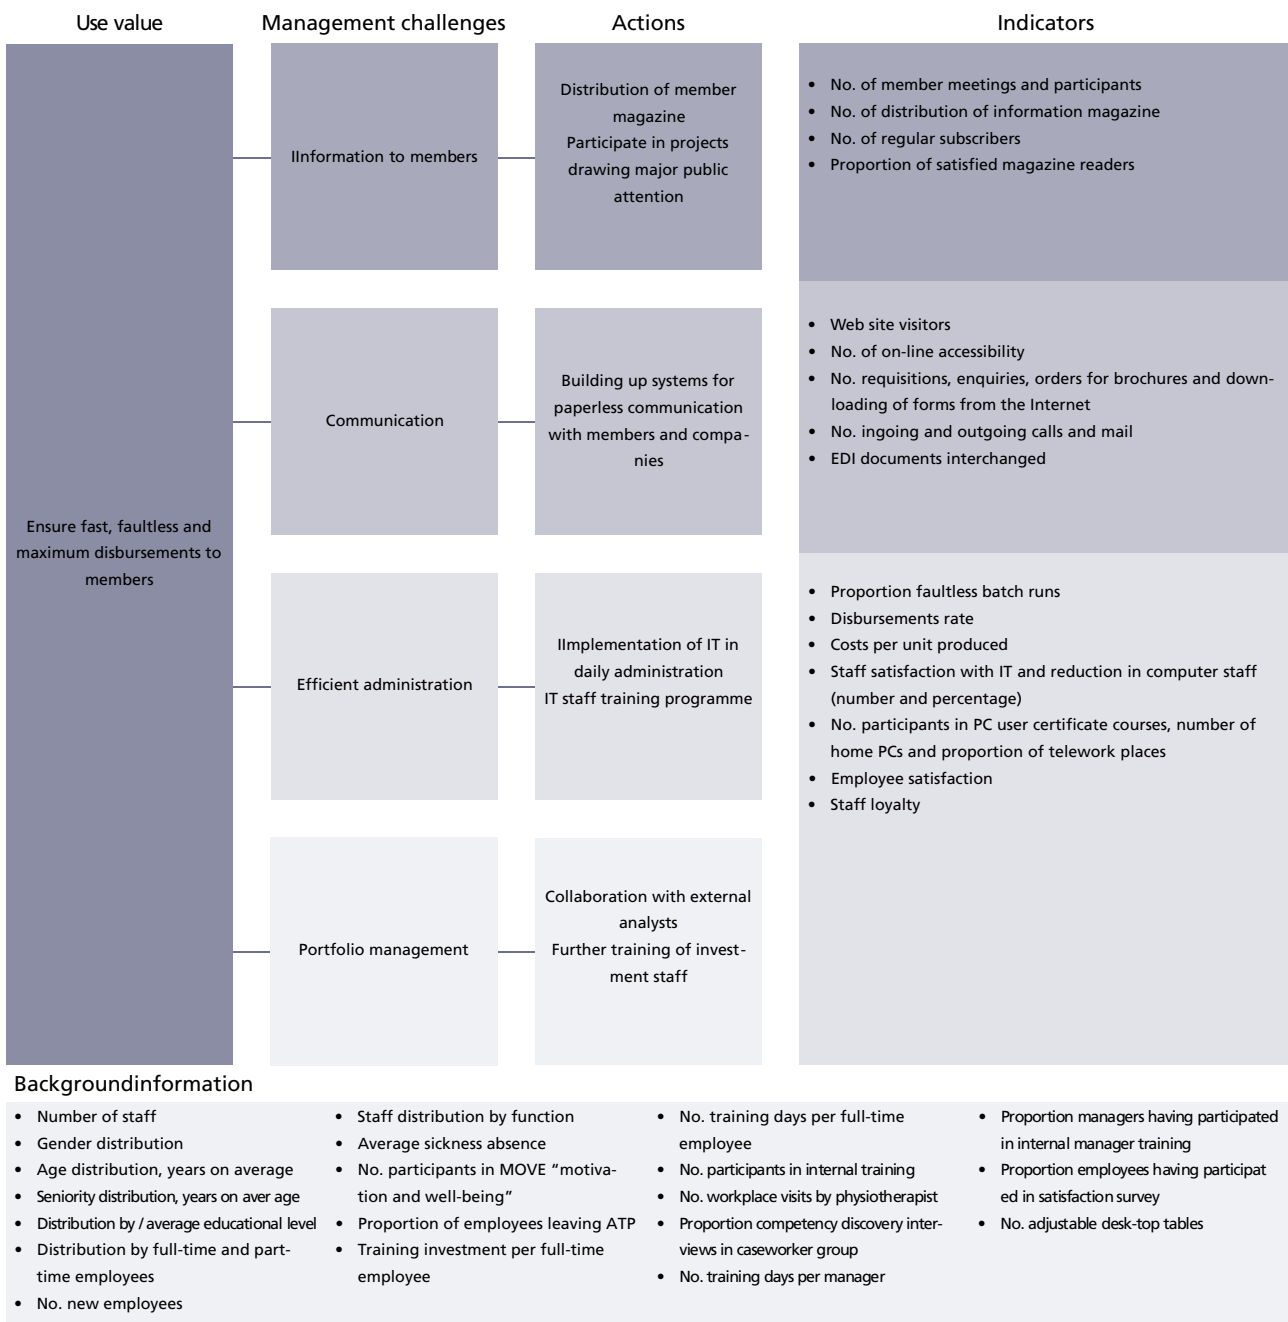 Use value
Management challenges
Actions
Indicators
Ensure fast, faultless and
maximum disbursements to
members
IInformation to members
Distribution of member
magazine
Participate in projects
drawing major public
attention
• No. of member meetings and participants
• No. of distribution of information magazine
• No. of regular subscribers
• Proportion of satisfied magazine readers
Communication
Building up systems for
paperless communication
with members and compa-
nies
• Web site visitors
• No. of on-line accessibility
• No. requisitions, enquiries, orders for brochures and down-
loading of forms from the Internet
• No. ingoing and outgoing calls and mail
• EDI documents interchanged
Efficient administration
IImplementation of IT in
daily administration
IT staff training programme
• Proportion faultless batch runs
• Disbursements rate
• Costs per unit produced
• Staff satisfaction with IT and reduction in computer staff
(number and percentage)
• No. participants in PC user certificate courses, number of
home PCs and proportion of telework places
• Employee satisfaction
• Staff loyalty
Portfolio management
Collaboration with external
analysts
Further training of invest-
ment staff
Backgroundinformation
• Number of staff
• Gender distribution
• Age distribution, years on average
• Seniority distribution, years on aver age
• Distribution by / average educational level
• Distribution by full-time and part-
time employees
• No. new employees
• Staff distribution by function
• Average sickness absence
• No. participants in MOVE “motiva-
tion and well-being”
• Proportion of employees leaving ATP
• Training investment per full-time
employee
• No. training days per full-time
employee
• No. participants in internal training
• No. workplace visits by physiotherapist
• Proportion competency discovery inter-
views in caseworker group
• No. training days per manager
• Proportion managers having participated
in internal manager training
• Proportion employees having participat
ed in satisfaction survey
• No. adjustable desk-top tables